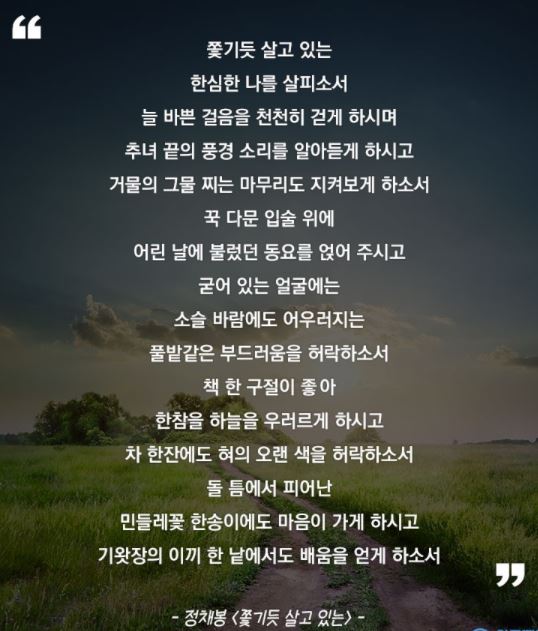 쫓기듯 살고 있는
한심한 나를 살피소서
늘 바쁜 걸음을 천천히 걷게 하시며
추녀 끝의 풍경 소리를 알아듣게 하시고
거물의 그물 찌는 마무리도 지켜보게 하소서
꾹 다문 입술 위에
어린 날에 불렀던 동요를 얹어 주시고
굳어 있는 얼굴에는
소슬 바람에도 어우러지는
풀밭같은 부드러움을 허락하소서
책 한 구절이 좋아
한참을 하늘을 우러르게 하시고
차 한잔에도 혀의 오랜 색을 허락하소서
돌 틈에서 피어난
민들레꽃 한송이에도 마음이 가게 하시고
기왓장의 이끼 한 낱에서도 배움을 얻게 하소서
- 정채봉 <쫓기듯 살고 있는> -